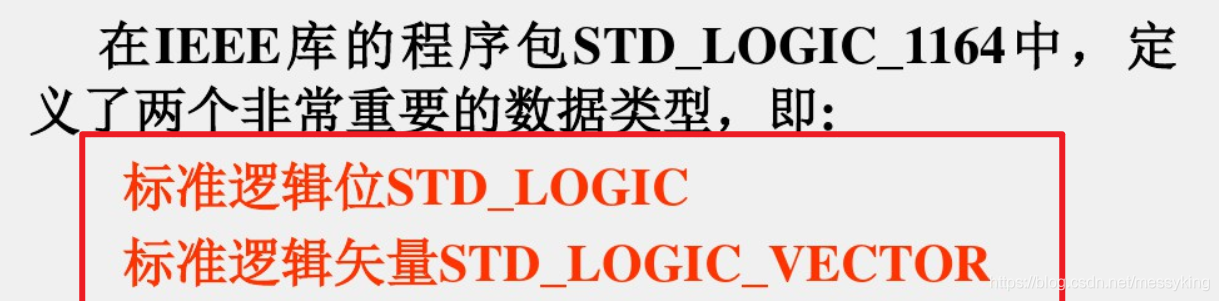 在IEEE库的程序包STD_LOGIC_1164中，定
义了两个非常重要的数据类型，即:
标准逻辑位STD_LOGIC
标准逻辑矢量STD_LOGIC_VECTOR
https://blog.csdn.net/messyking